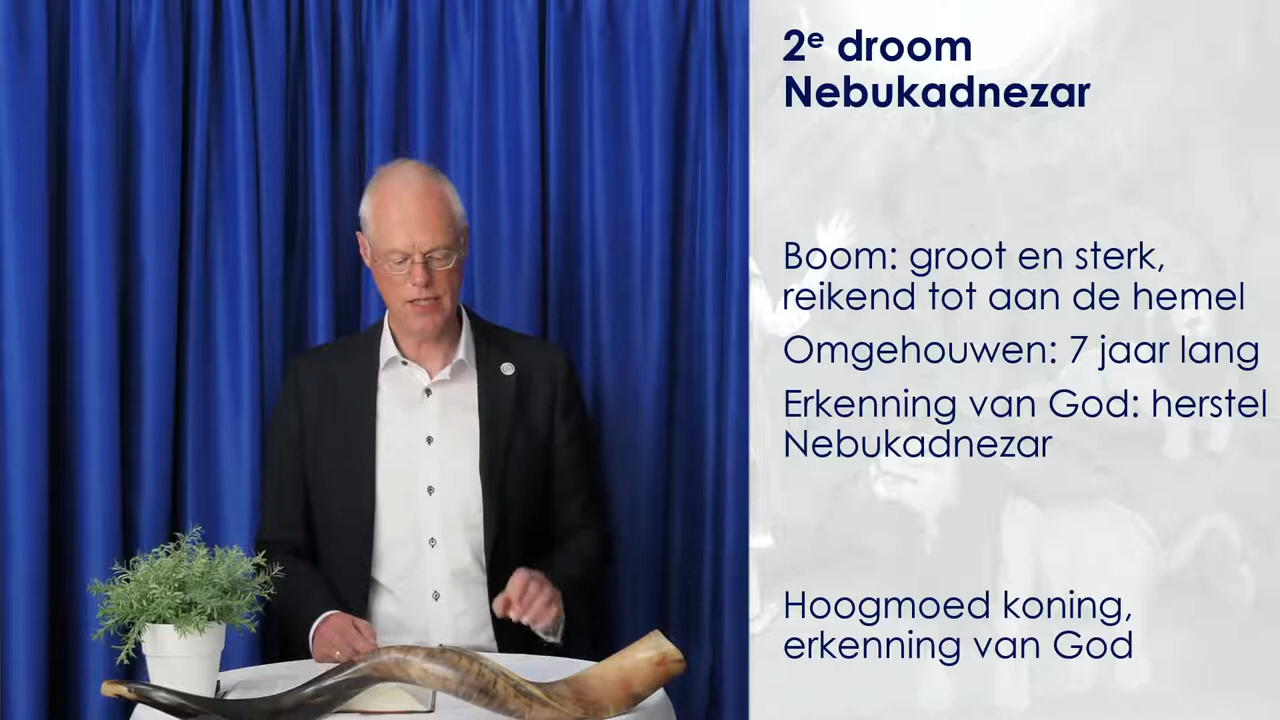 2e droom
Nebukadnezar
Boom: groot en sterk,
reikend tot aan de hemel
Omgehouwen: 7 jaar lang
Erkenning van God: herstel
Nebukadnezar
Hoogmoed koning,
erkenning van God